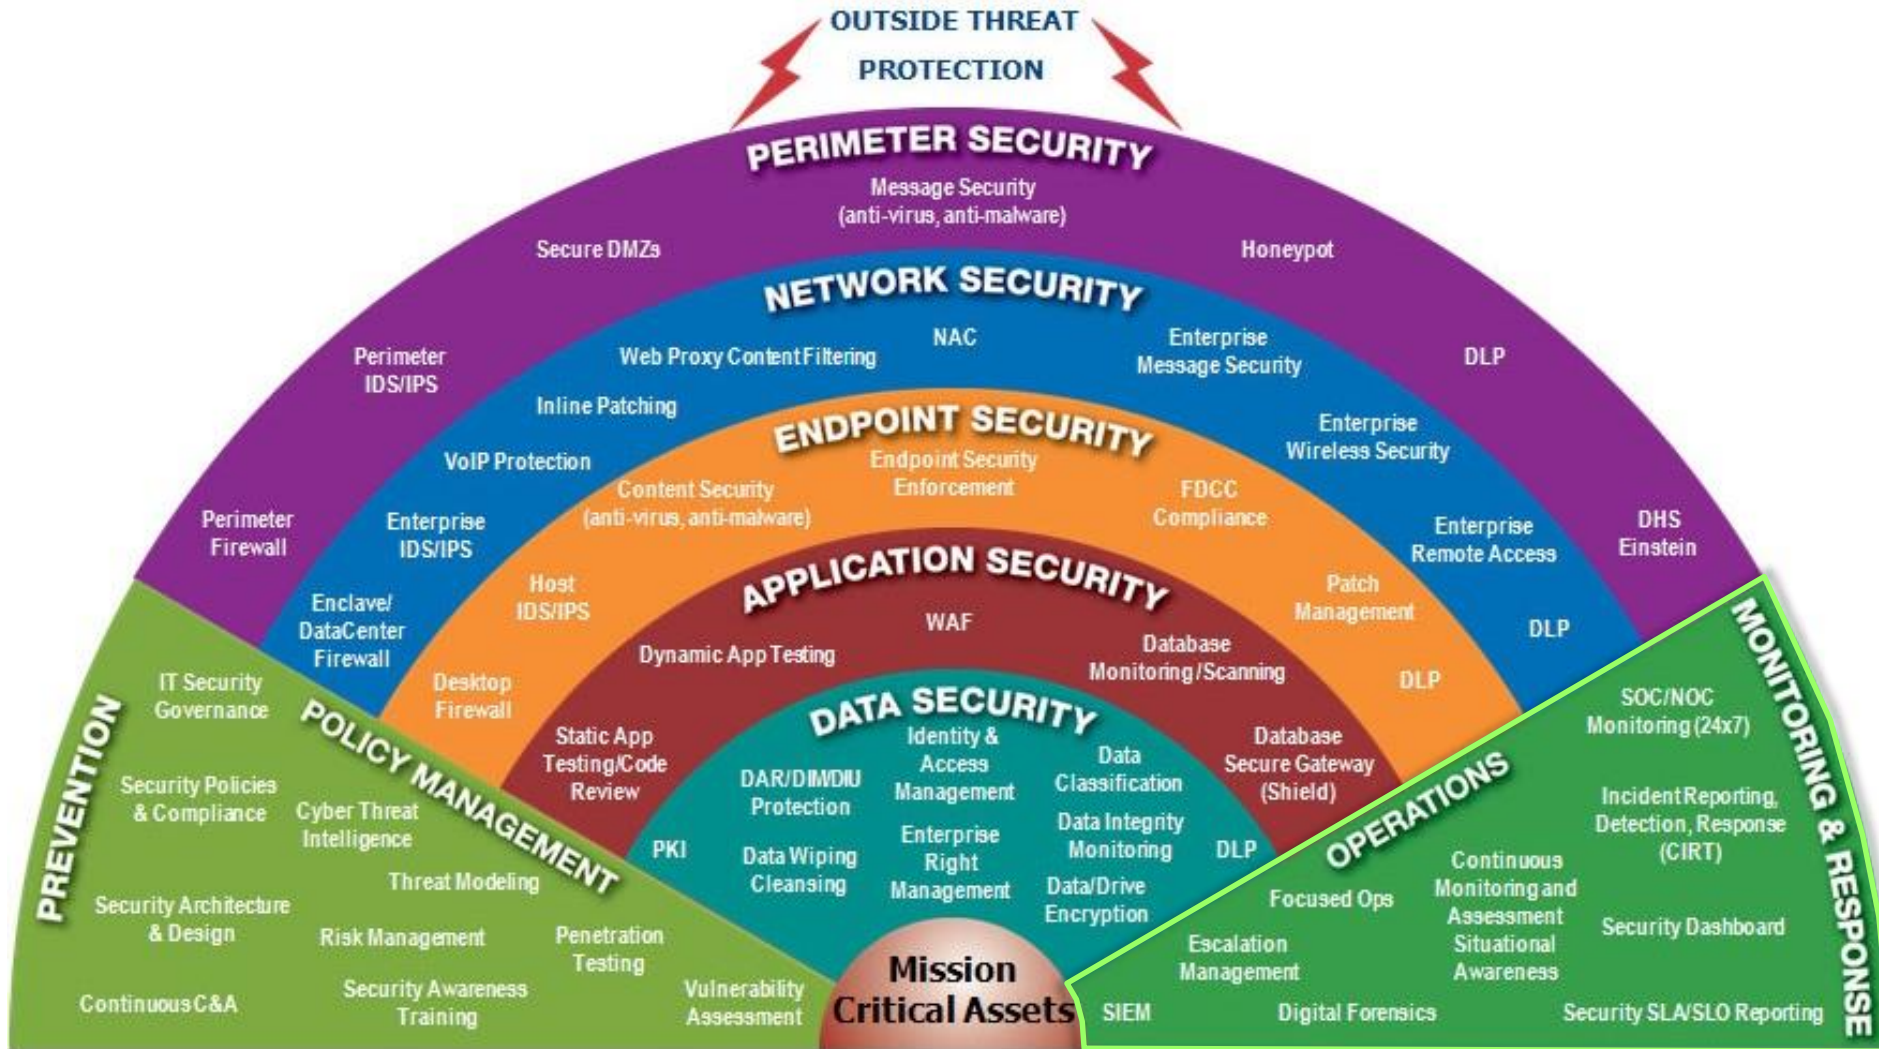 OUTSIDE THREAT
PROTECTION
PERIMETER SECURITY
Message Security
(anti-virus, anti-malware)
Secure DMZs
Honeypot
Perimeter
IDS/IPS
DLP
Perimeter
Firewall
DHS
Einstein
NETWORK SECURITY
NAC
Web Proxy Content Filtering
Enterprise
Message Security
Inline Patching
Enterprise
Wireless Security
VoIP Protection
Enterprise
IDS/IPS
Enterprise
Remote Access
Enclave/
DataCenter
Firewall
DLP
ENDPOINT SECURITY
Endpoint Security
Enforcement
Content Security
(anti-virus, anti-malware)
FDCC
Compliance
Host
IDS/IPS
Patch
Management
Desktop
Firewall
DLP
APPLICATION SECURITY
WAF
Dynamic App Testing
Database
Monitoring/Scanning
Static App
Testing/Code
Review
Database
Secure Gateway
(Shield)
DATA SECURITY
Identity &
Access
Management
DAR/DIM/DIU
Protection
Data
Classification
PKI
Data Wiping
Cleansing
Enterprise
Right
Management
Data Integrity
Monitoring
DLP
Data/Drive
Encryption
Mission
Critical Assets
PREVENTION
POLICY MANAGEMENT
IT Security
Governance
Security Policies
& Compliance
Cyber Threat
Intelligence
Threat Modeling
Security Architecture
& Design
Risk Management
Penetration
Testing
Continuous C&A
Security Awareness
Training
Vulnerability
Assessment
OPERATIONS
MONITORING & RESPONSE
SOC/NOC
Monitoring (24x7)
Incident Reporting,
Detection, Response
(CIRT)
Focused Ops
Continuous
Monitoring and
Assessment
Situational
Awareness
Security Dashboard
Escalation
Management
SIEM
Digital Forensics
Security SLA/SLO Reporting